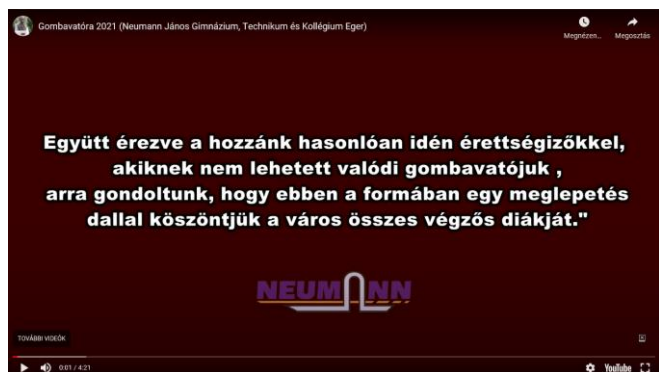 Gombavatóra 2021 (Neumann János Gimnázium, Technikum és Kollégium Eger)
Megnézen... Megosztás
Együtt érezve a hozzánk hasonlóan idén érettségizőkkel,
akiknek nem lehetett valódi gombavatójuk ,
arra gondoltunk, hogy ebben a formában egy meglepetés
dallal köszöntjük a város összes végzős diákját."
NEUMANN
TOVÁBBI VIDEÓK
0:01 / 4:21 YouTube